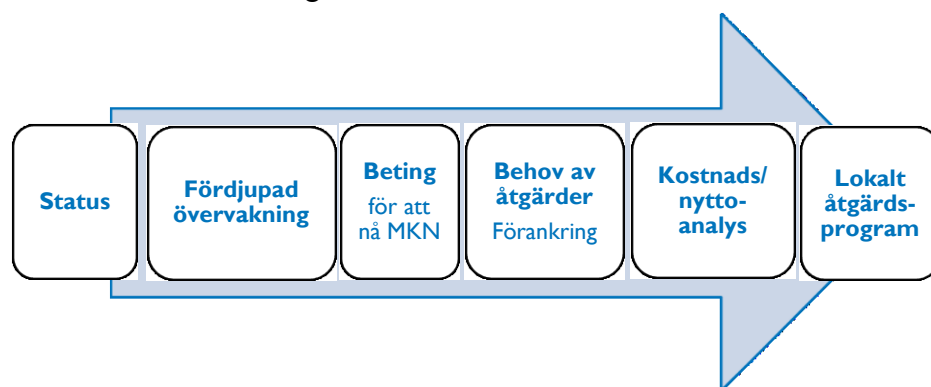 Status
Fördjupad
övervakning
Beting
för att
nå MKN
Behov av
åtgärder
Förankring
Kostnads/
nytto-
analys
Lokalt
åtgärds-
program